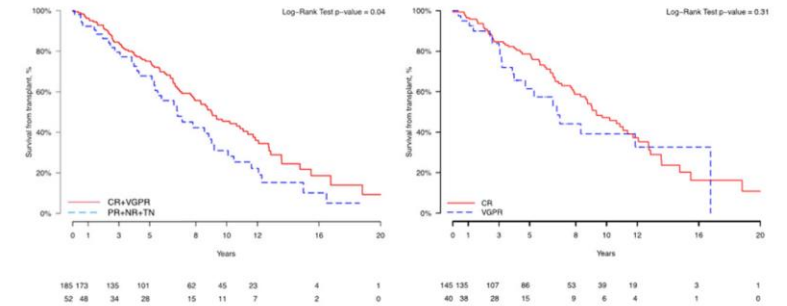 Log-Rank Test p-value = 0.04
Survival from transplant, %
100%
80%
60%
40%
20%
0%
CR+VGPR
PR+NR+TN
0 1 3 5 8 10 12 16 20
Years
185 173 135 101 62 45 23 4 1
52 48 34 28 15 11 7 2 0
Log-Rank Test p-value = 0.31
Survival from transplant, %
100%
80%
60%
40%
20%
0%
CR
VGPR
0 1 3 5 8 10 12 16 20
Years
145 135 107 86 53 39 19 3 1
40 38 28 15 9 6 4 1 0